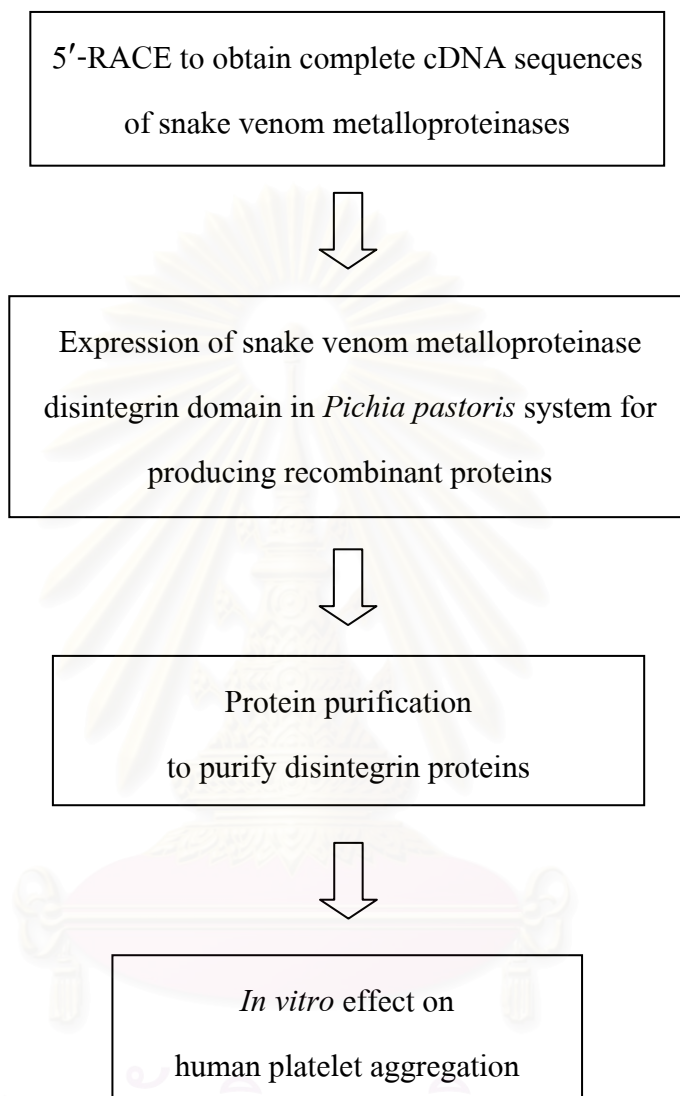 5′-RACE to obtain complete cDNA sequences
of snake venom metalloproteinases
Expression of snake venom metalloproteinase
disintegrin domain in Pichia pastoris system for
producing recombinant proteins
Protein purification
to purify disintegrin proteins
In vitro effect on
human platelet aggregation